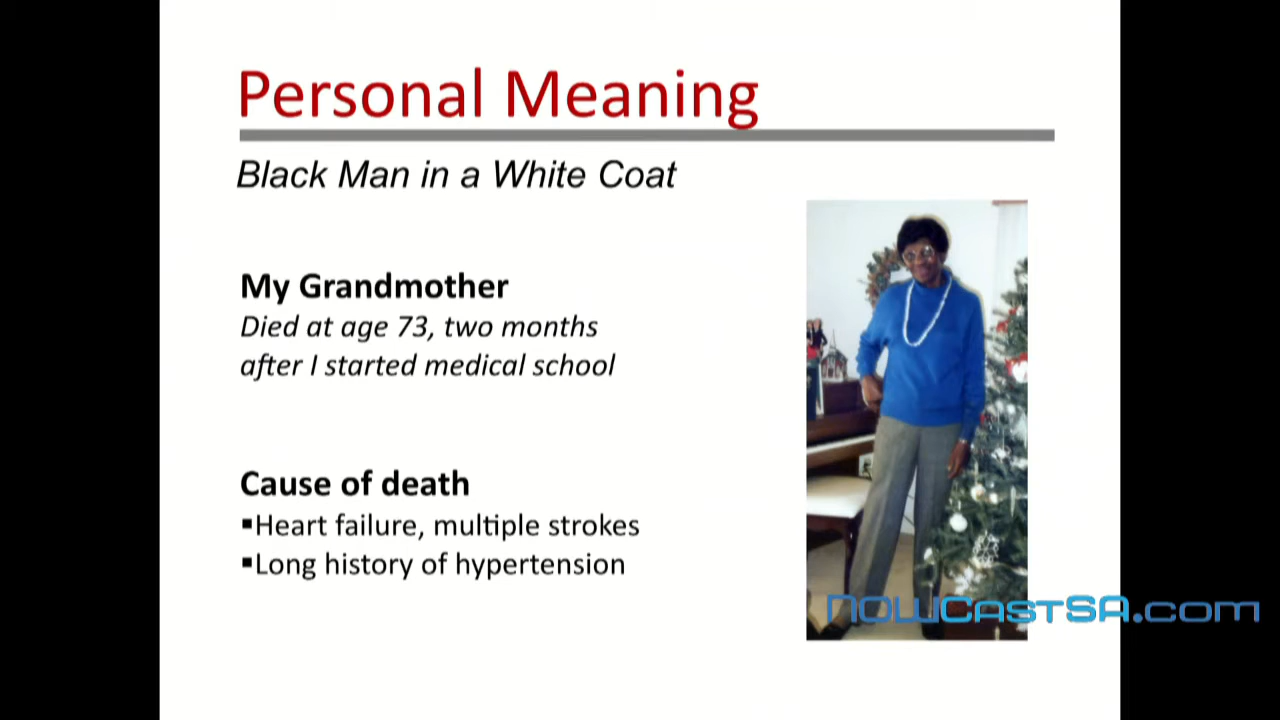 Personal Meaning
Black Man in a White Coat
My Grandmother
Died at age 73, two months
after I started medical school
Cause of death
▪Heart failure, multiple strokes
▪Long history of hypertension
NOWCastSA.com